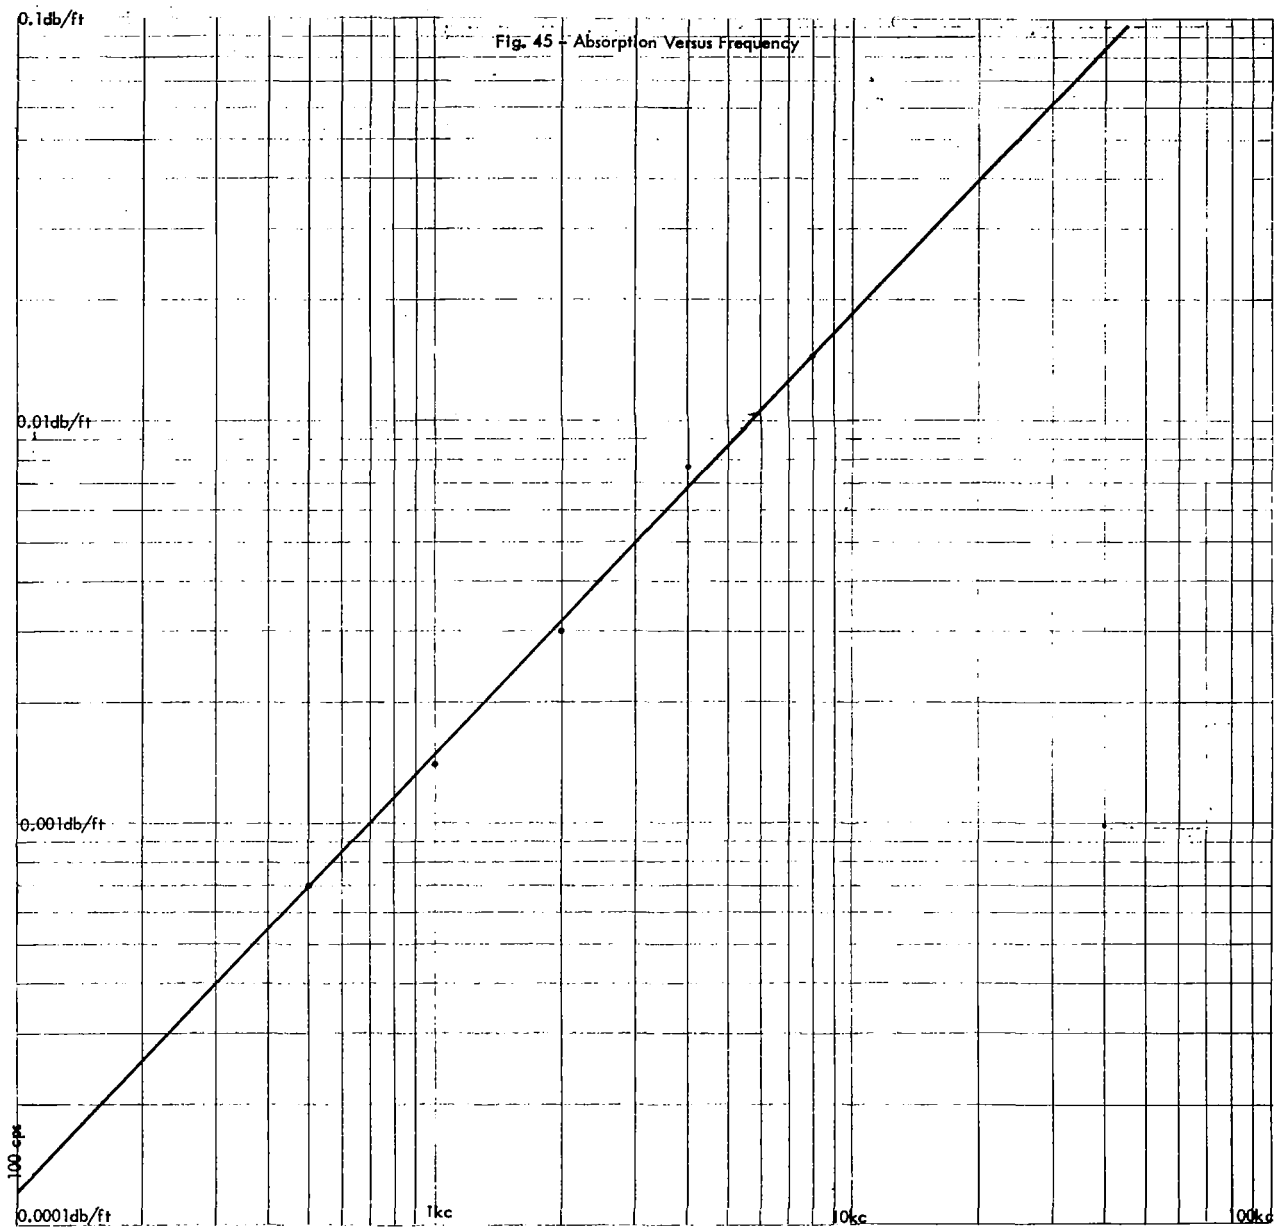 0.1db/ft
Fig. 45 - Absorption Versus Frequency
0.01db/ft
0.001db/ft
100 cps
0.0001db/ft
1kc
10kc
100kc